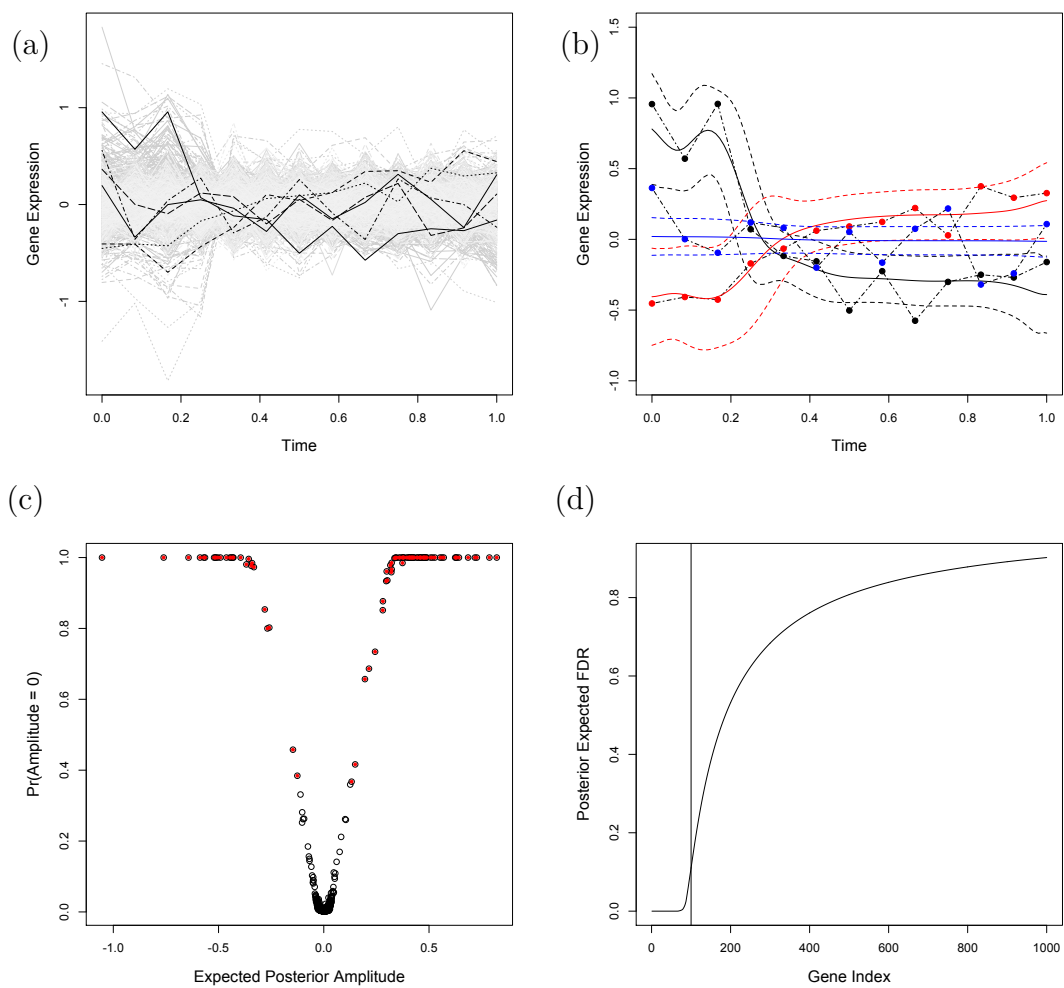 (a)
Gene Expression
1
0
-1
0.0 0.2 0.4 0.6 0.8 1.0
Time
(b)
Gene Expression
1.5
1.0
0.5
0.0
-0.5
-1.0
0.0 0.2 0.4 0.6 0.8 1.0
Time
(c)
Pr(Amplitude = 0)
1.0
0.8
0.6
0.4
0.2
0.0
-1.0 -0.5 0.0 0.5
Expected Posterior Amplitude
(d)
Posterior Expected FDR
0.8
0.6
0.4
0.2
0.0
0 200 400 600 800 1000
Gene Index